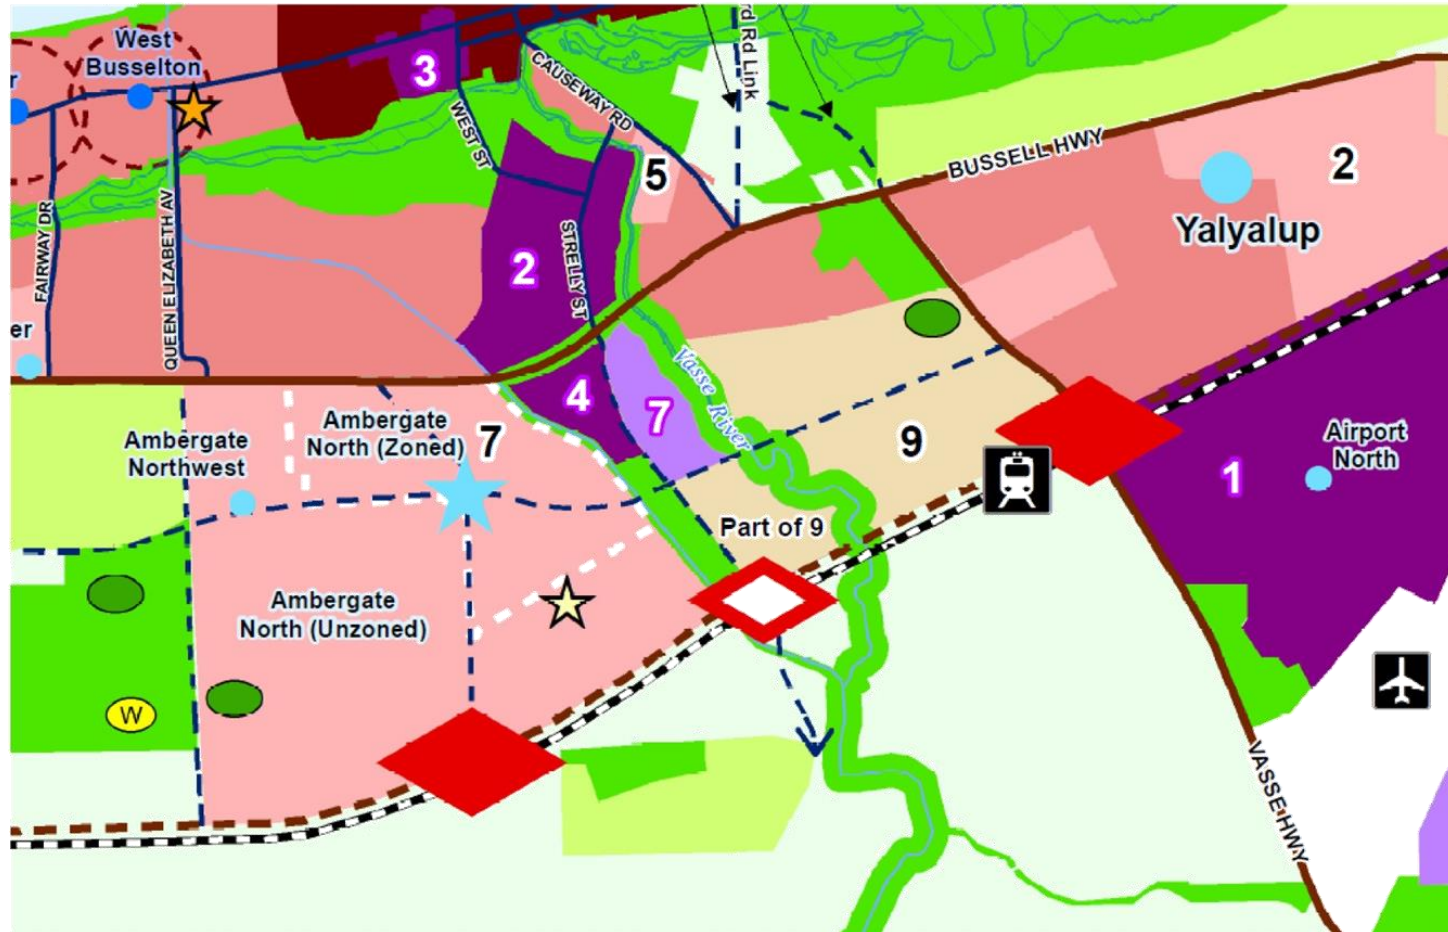 West
Busselton
r
3
WEST ST
CAUSEWAY RD
rd Rd Link
BUSSELL HWY
2
Yalyalup
5
FAIRWAY DR
QUEEN ELIZABETH AV
2
STRELLY ST
er
Vasse River
4
7
9
Ambergate
North (Zoned)
7
Ambergate
Northwest
Airport
North
1
Part of 9
Ambergate
North (Unzoned)
W
VASSE HWY